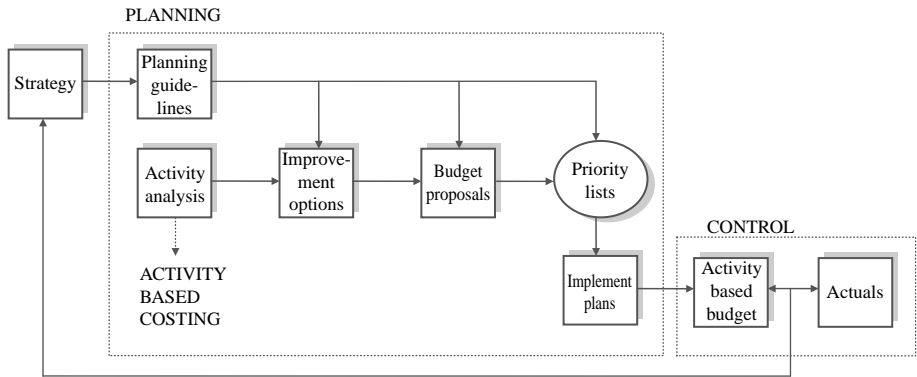 PLANNING
Strategy
Planning
guide-
lines
Activity
analysis
Improve-
ment
options
Budget
proposals
Priority
lists
ACTIVITY
BASED
COSTING
Implement
plans
CONTROL
Activity
based
budget
Actuals